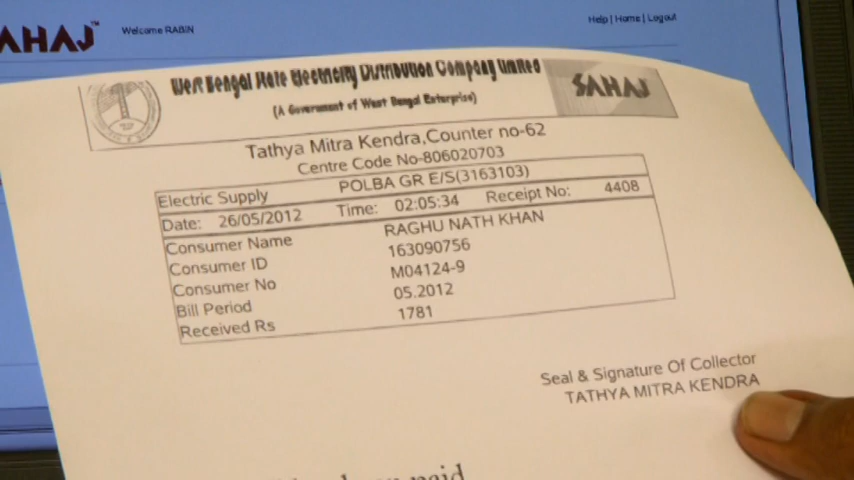 SAHAJ™
Welcome RABIN
Help | Home | Logout
West Bengal State Electricity Distribution Company Limited
(A Government of West Bengal Enterprise)
SAHAJ
Tathya Mitra Kendra,Counter no-62
Centre Code No-806020703
Electric Supply POLBA GR E/S(3163103)
Date: 26/05/2012 Time: 02:05:34 Receipt No: 4408
Consumer Name RAGHU NATH KHAN
Consumer ID 163090756
Consumer No M04124-9
Bill Period 05.2012
Received Rs 1781
Seal & Signature Of Collector
TATHYA MITRA KENDRA
paid